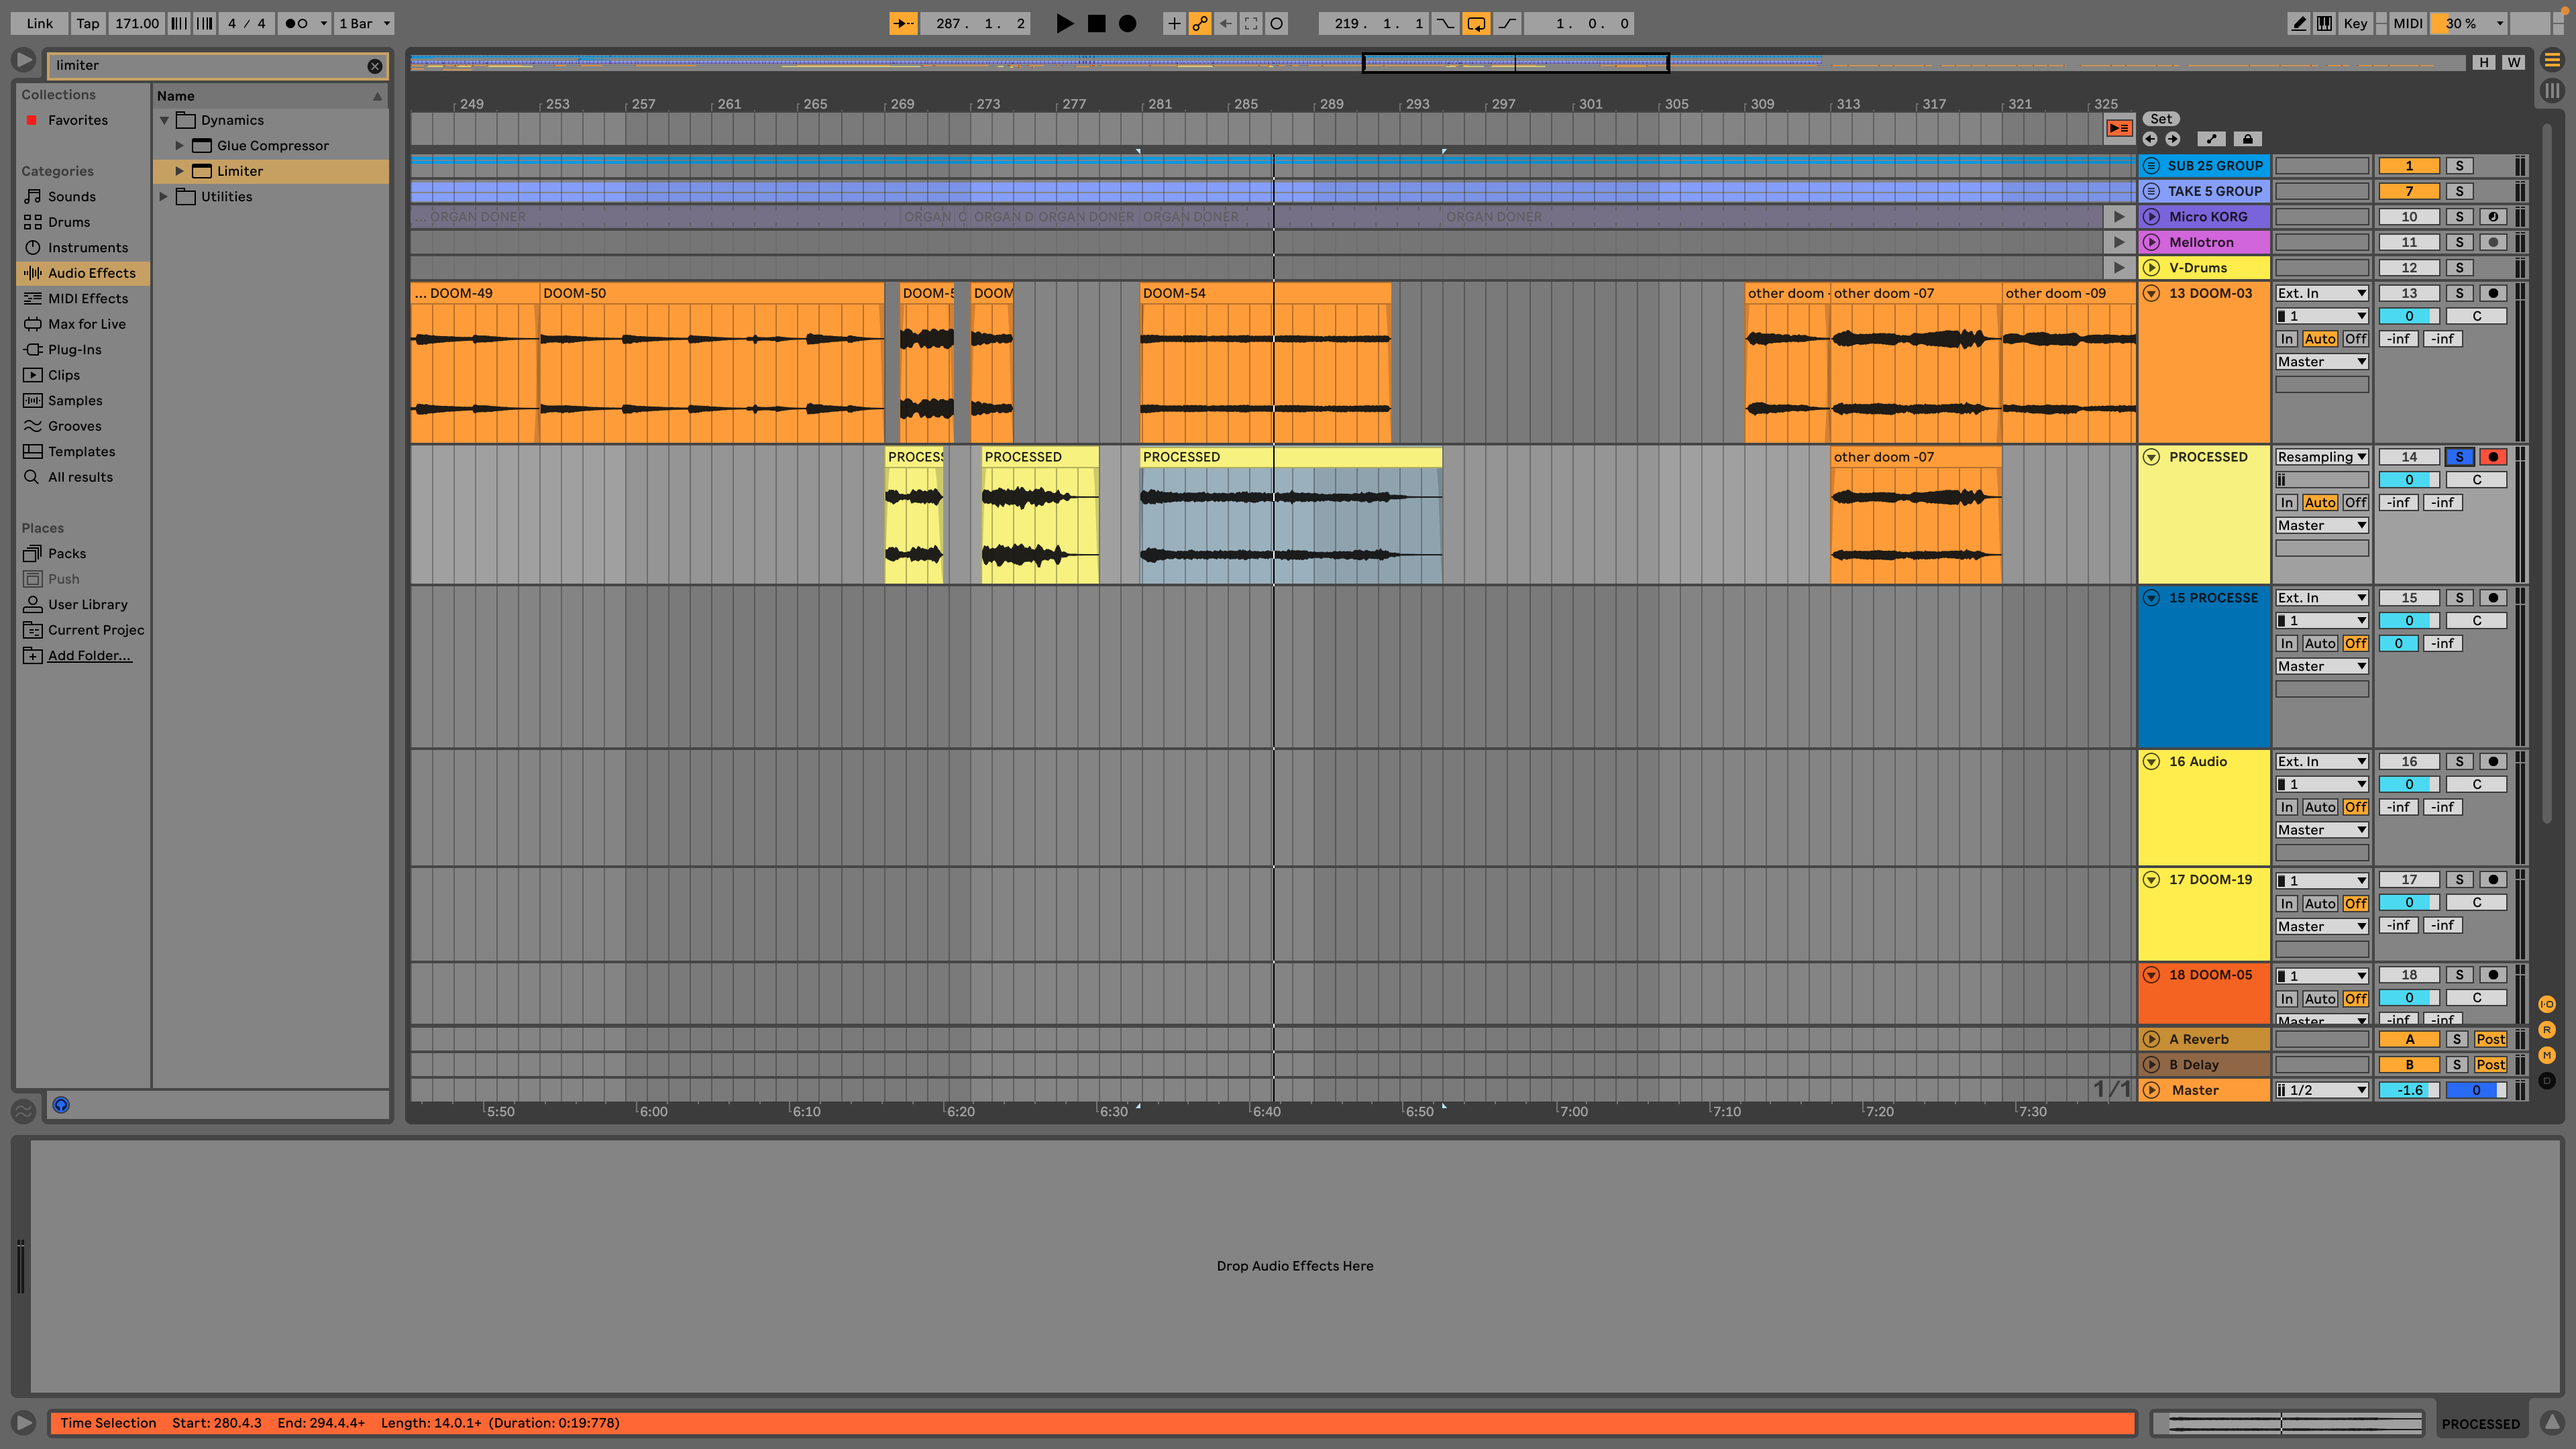 Link Tap 171.00 4 / 4 1 Bar 287. 1. 2 219. 1. 1 1. 0. 0 Key MIDI 30 %
limiter
H W
Collections
Favorites
Categories
Sounds
Drums
Instruments
Audio Effects
MIDI Effects
Max for Live
Plug-Ins
Clips
Samples
Grooves
Templates
All results
Places
Packs
Push
User Library
Current Projec
Add Folder...
Name
Dynamics
Glue Compressor
Limiter
Utilities
249 253 257 261 265 269 273 277 281 285 289 293 297 301 305 309 313 317 321 325
Set
SUB 25 GROUP 1 S
TAKE 5 GROUP 7 S
... ORGAN DONER ORGAN C ORGAN D ORGAN DONER ORGAN DONER ORGAN DONER Micro KORG 10 S
Mellotron 11 S
V-Drums 12 S
... DOOM-49 DOOM-50 DOOM-5 DOOM DOOM-54 other doom - other doom -07 other doom -09 13 DOOM-03 Ext. In 13 S
1 0 C
In Auto Off -inf -inf
Master
PROCESS PROCESSED PROCESSED other doom -07 PROCESSED Resampling 14 S
ii 0 C
In Auto Off -inf -inf
Master
15 PROCESSE Ext. In 15 S
1 0 C
In Auto Off 0 -inf
Master
16 Audio Ext. In 16 S
1 0 C
In Auto Off -inf -inf
Master
17 DOOM-19 1 17 S
In Auto Off 0 C
Master -inf -inf
18 DOOM-05 1 18 S
In Auto Off 0 C
Master -inf -inf
I·O
A Reverb A S Post
R
B Delay B S Post
M
1/1 Master ii 1/2 -1.6 0
D
5:50 6:00 6:10 6:20 6:30 6:40 6:50 7:00 7:10 7:20 7:30
Drop Audio Effects Here
Time Selection Start: 280.4.3 End: 294.4.4+ Length: 14.0.1+ (Duration: 0:19:778)
PROCESSED